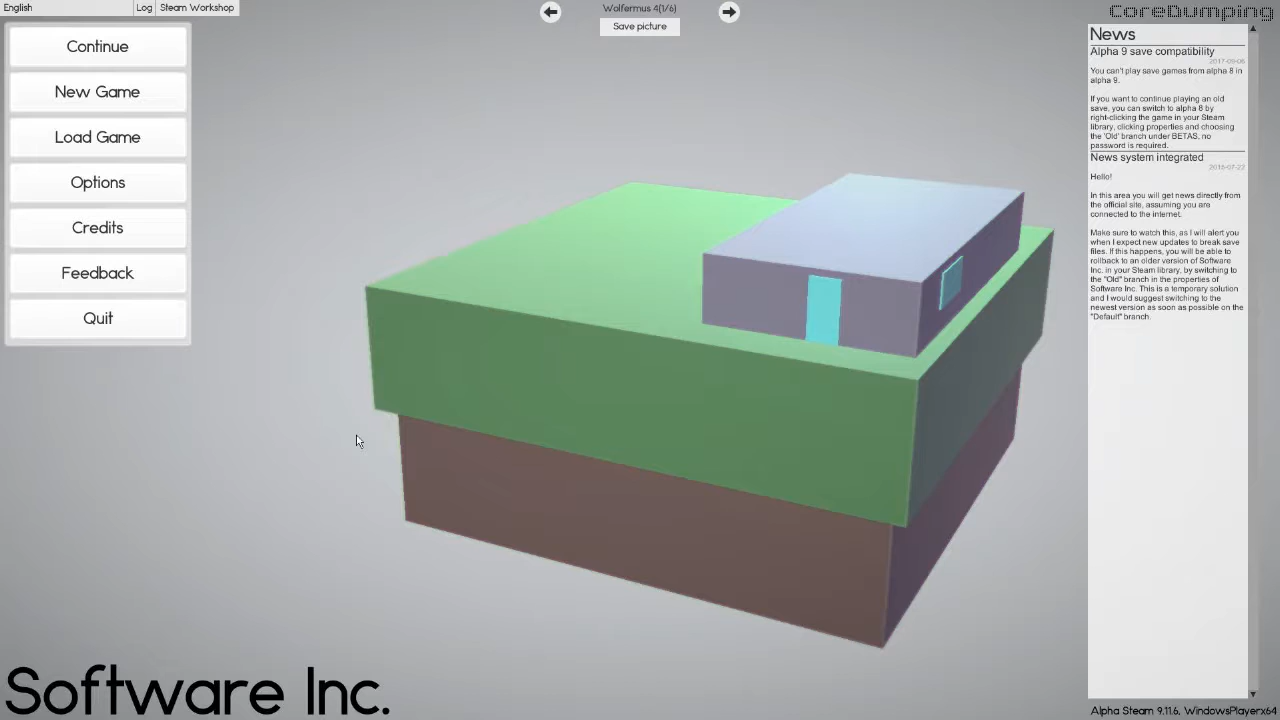 English
Log
Steam Workshop
Wolfermus 4(1/6)
Save picture
Coredumping
Continue
New Game
Load Game
Options
Credits
Feedback
Quit
News
Alpha 9 save compatibility
2017-09-06
You can't play save games from alpha 8 in
alpha 9.
If you want to continue playing an old
save, you can switch to alpha 8 by
right-clicking the game in your Steam
library, clicking properties and choosing
the 'Old' branch under BETAS, no
password is required.
News system integrated
2016-07-22
Hello!
In this area you will get news directly from
the official site, assuming you are
connected to the internet.
Make sure to watch this, as I will alert you
when I expect new updates to break save
files. If this happens, you will be able to
rollback to an older version of Software
Inc. in your Steam library, by switching to
the "Old" branch in the properties of
Software Inc. This is a temporary solution
and I would suggest switching to the
newest version as soon as possible on the
"Default" branch.
Software Inc.
Alpha Steam 9.11.6, WindowsPlayerx64